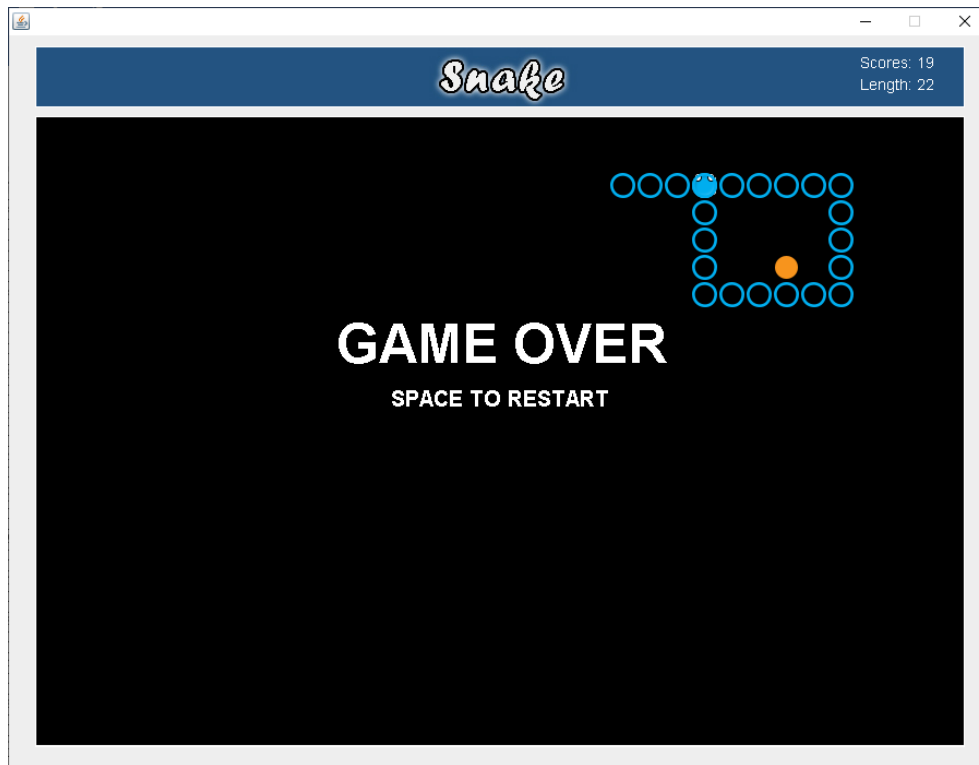 Snake
Scores: 19
Length: 22
GAME OVER
SPACE TO RESTART